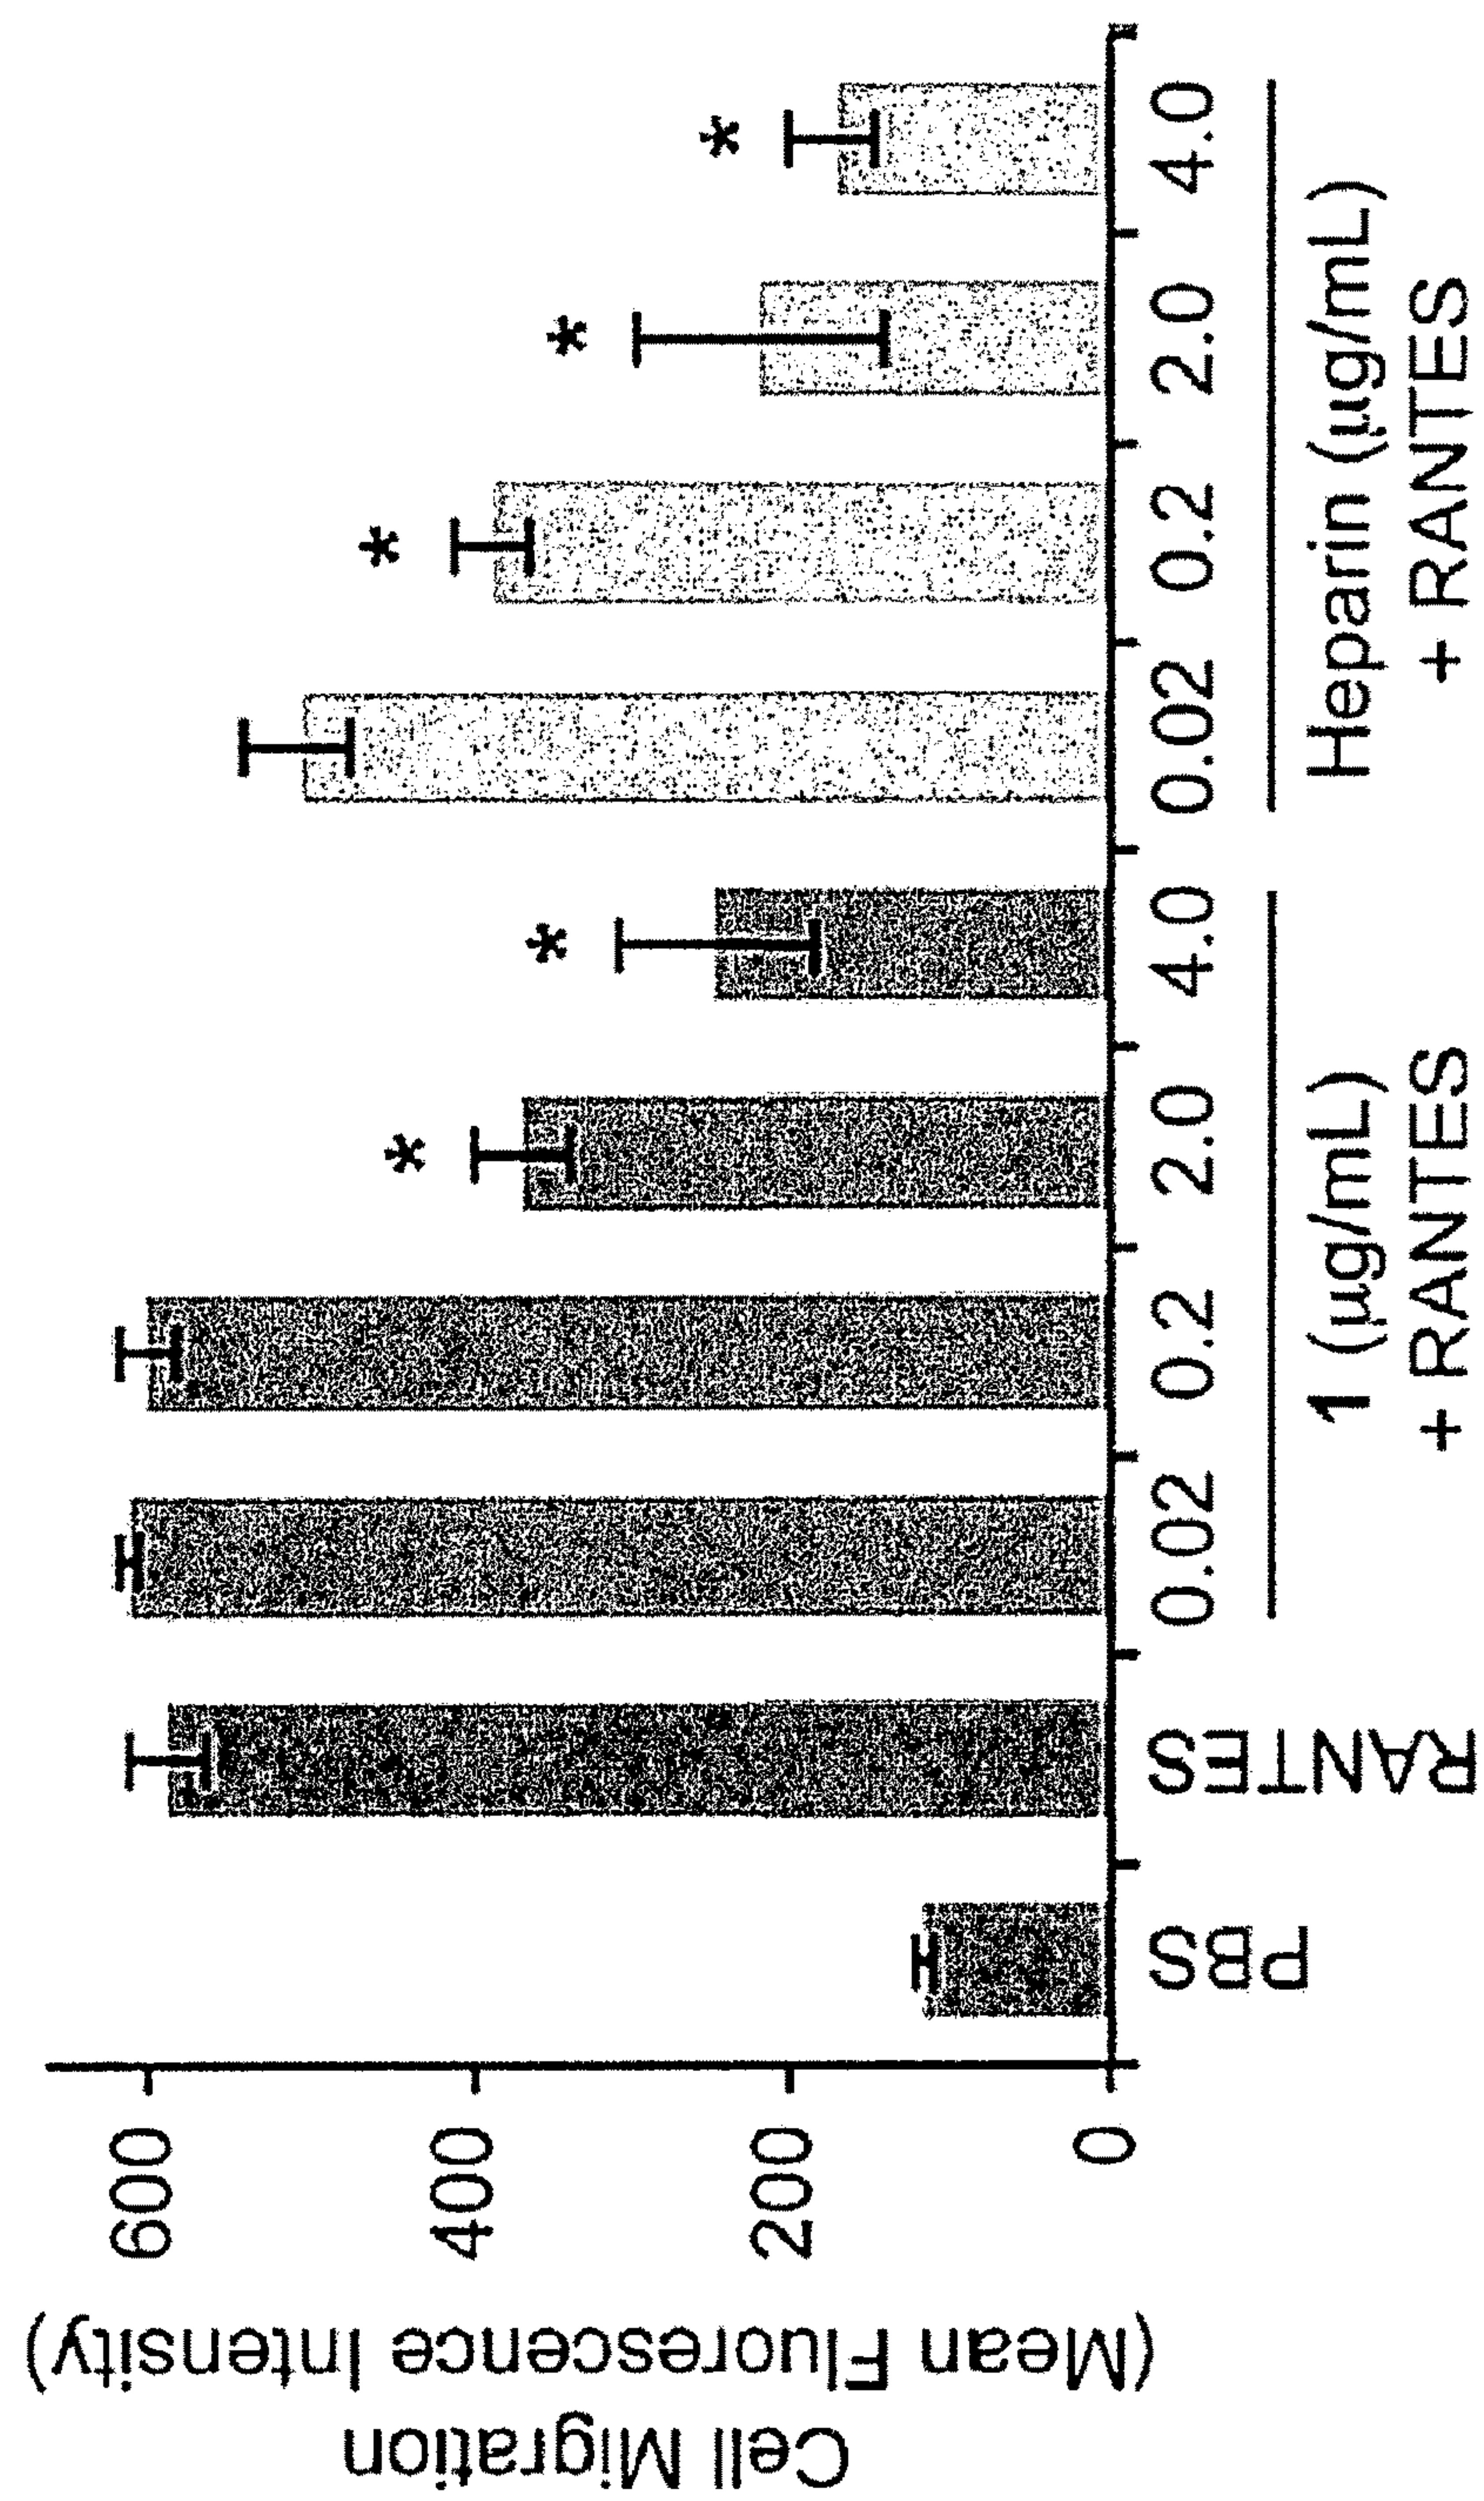 Cell Migration
(Mean Fluorescence Intensity)
600
400
200
0
PBS
RANTES
0.02 0.2 2.0 4.0 0.02 0.2 2.0 4.0
* * * * *
1 (µg/mL)
+ RANTES
Heparin (µg/mL)
+ RANTES